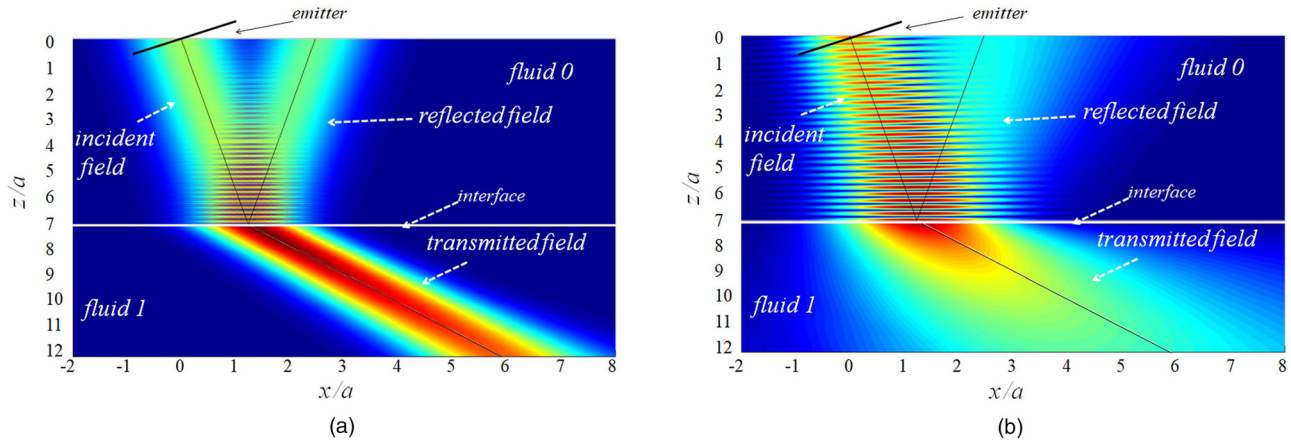 emitter
0
1
2
3
4
5
6
7
8
9
10
11
12
z/a
fluid 0
incident
field
reflected field
interface
transmitted field
fluid 1
-2
-1
0
1
2
3
4
5
6
7
8
x/a
(a)
emitter
0
1
2
3
4
5
6
7
8
9
10
11
12
z/a
fluid 0
incident
field
reflected field
interface
transmitted field
fluid 1
-2
-1
0
1
2
3
4
5
6
7
8
x/a
(b)